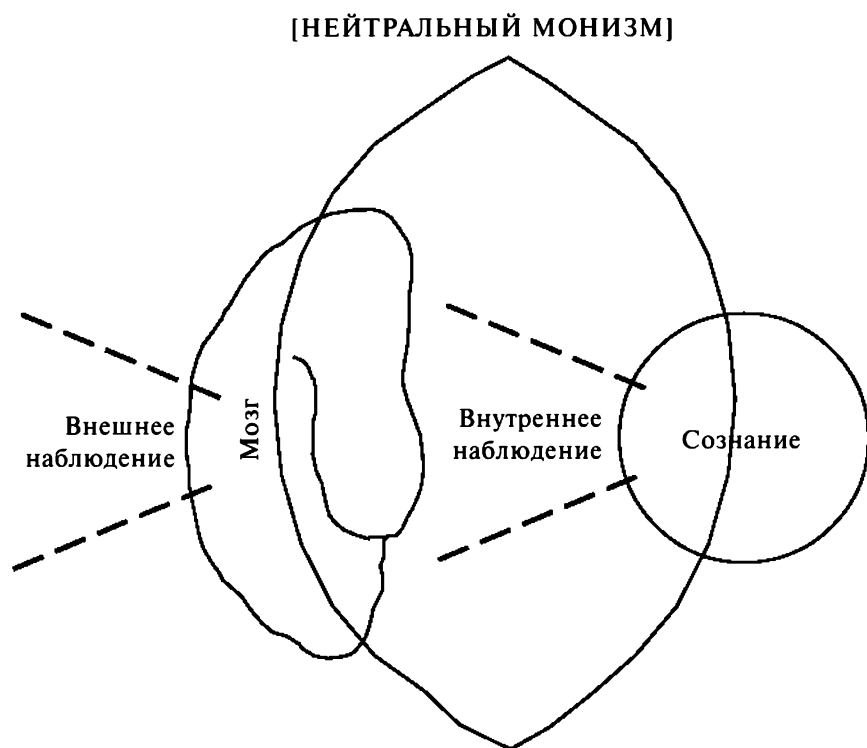 [НЕЙТРАЛЬНЫЙ МОНИЗМ]
Внешнее
наблюдение
Мозг
Внутреннее
наблюдение
Сознание